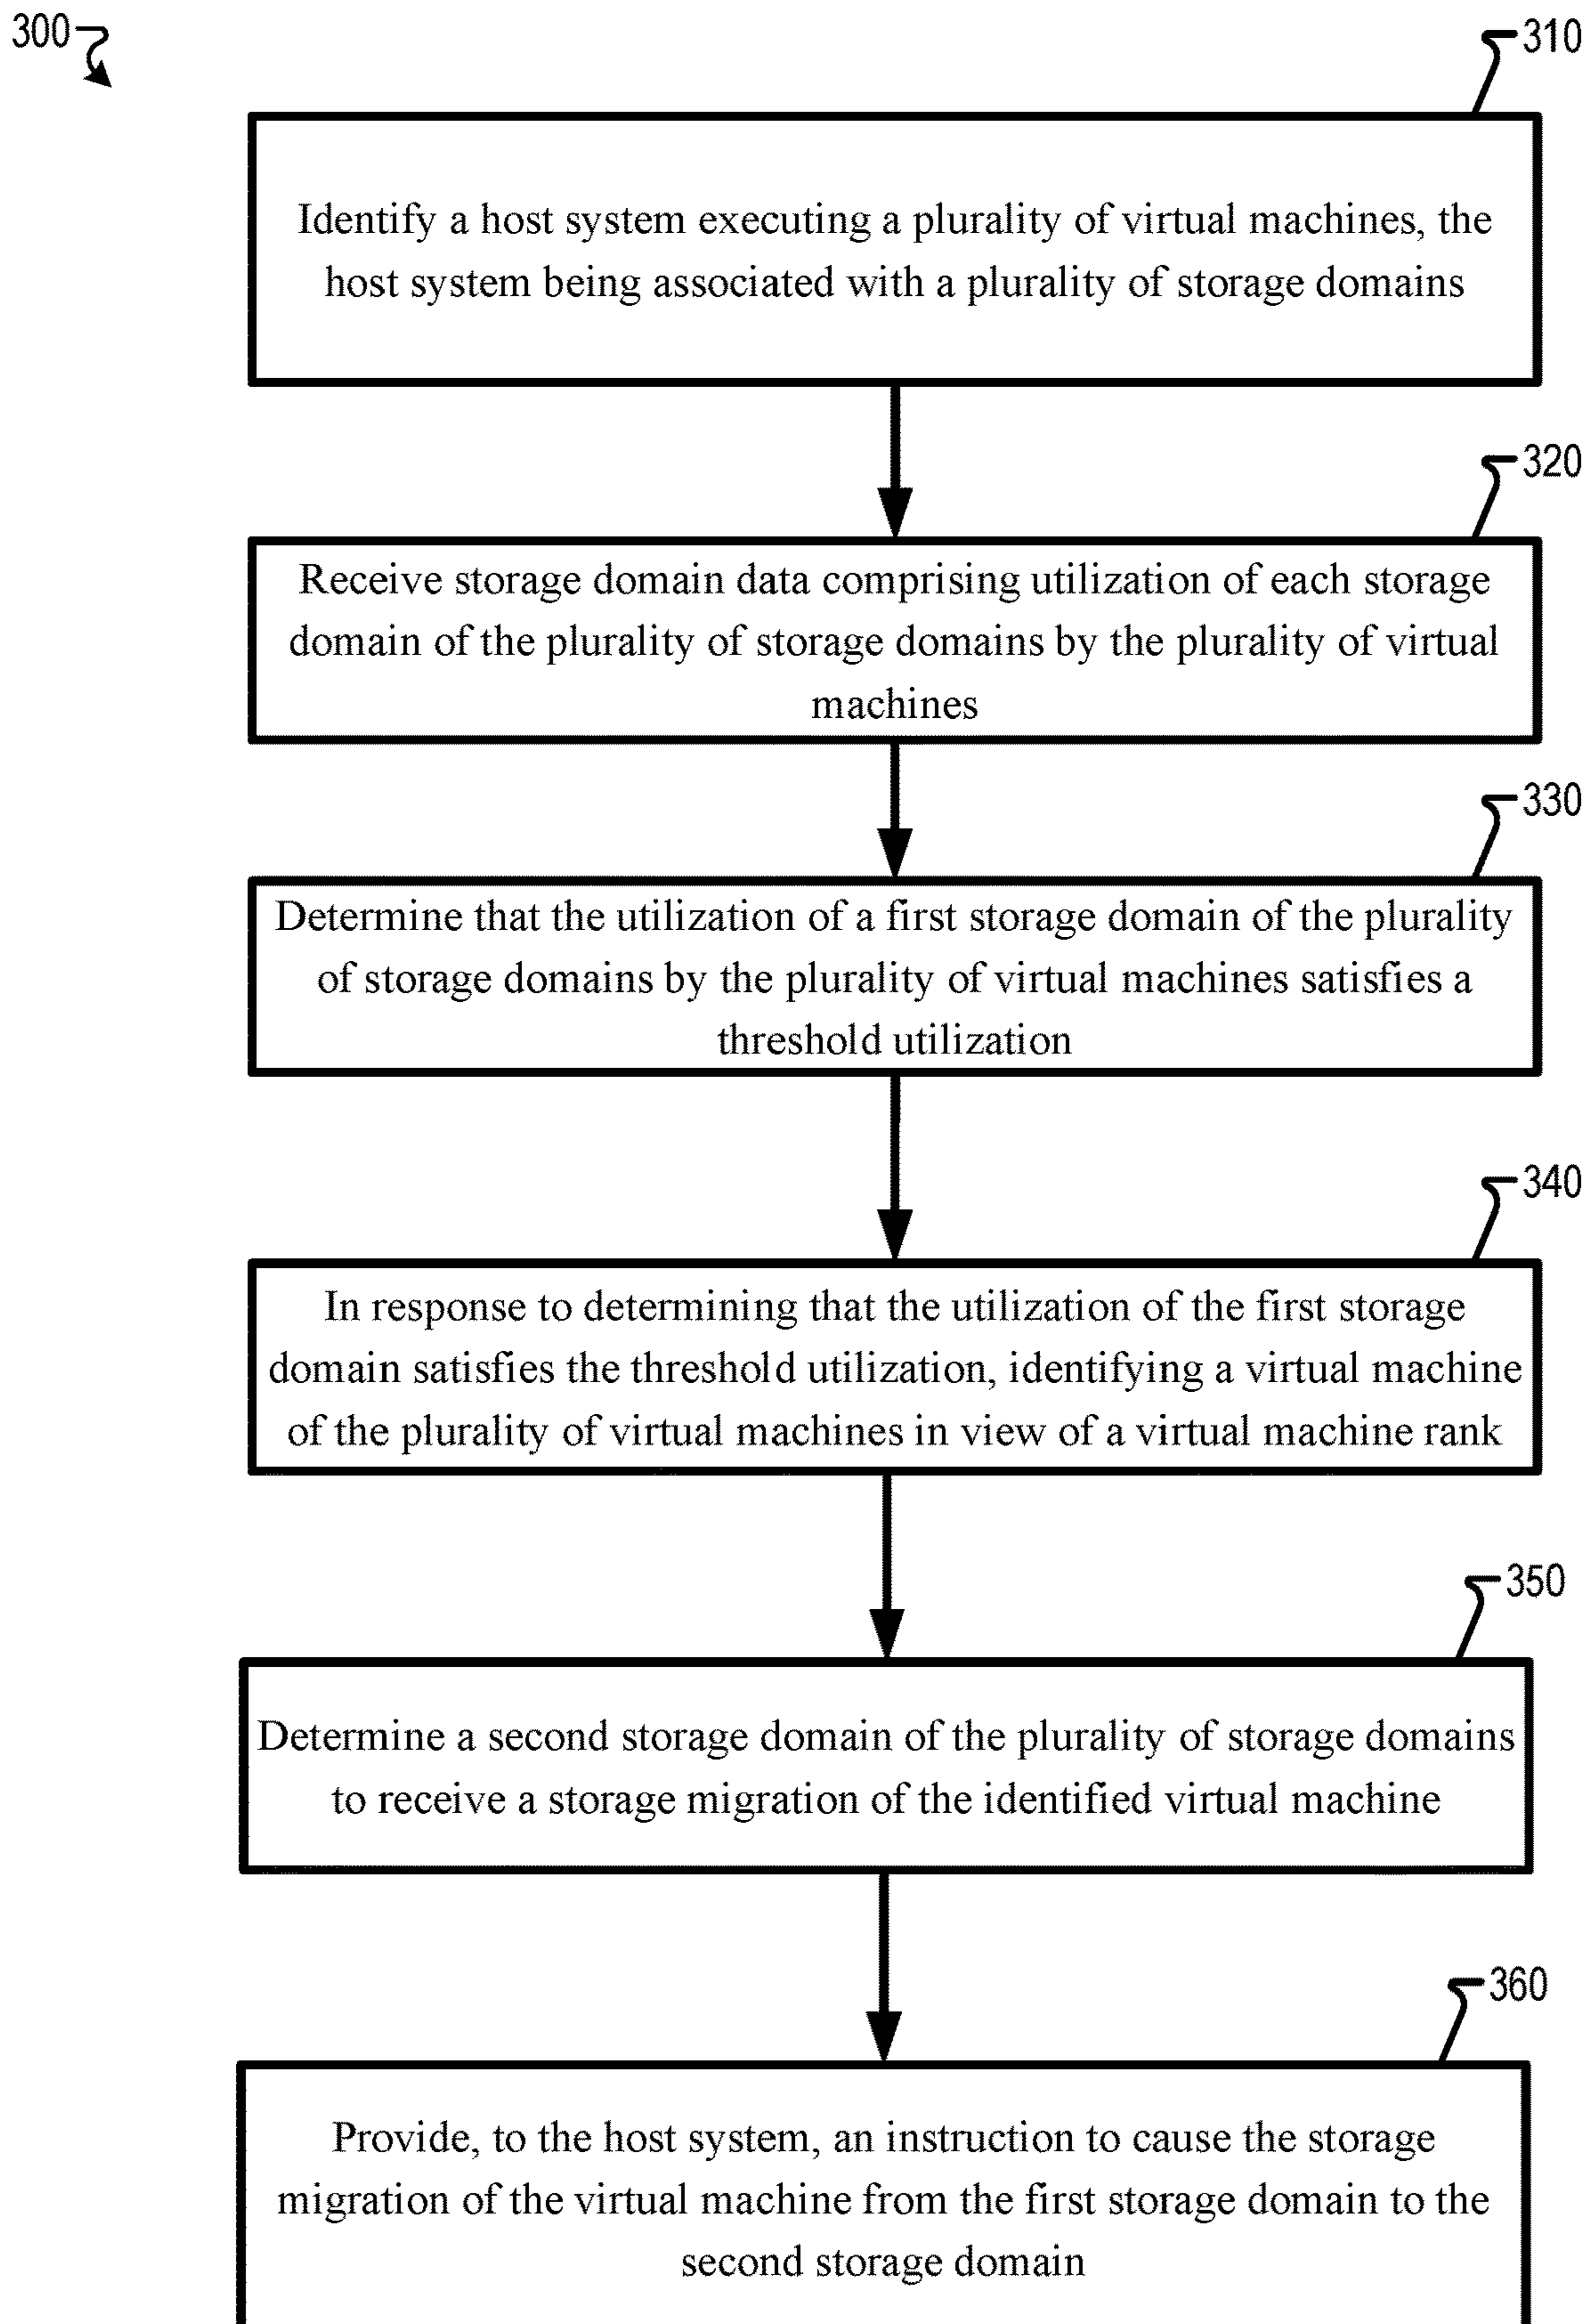 300
310
Identify a host system executing a plurality of virtual machines, the
host system being associated with a plurality of storage domains
320
Receive storage domain data comprising utilization of each storage
domain of the plurality of storage domains by the plurality of virtual
machines
330
Determine that the utilization of a first storage domain of the plurality
of storage domains by the plurality of virtual machines satisfies a
threshold utilization
340
In response to determining that the utilization of the first storage
domain satisfies the threshold utilization, identifying a virtual machine
of the plurality of virtual machines in view of a virtual machine rank
350
Determine a second storage domain of the plurality of storage domains
to receive a storage migration of the identified virtual machine
360
Provide, to the host system, an instruction to cause the storage
migration of the virtual machine from the first storage domain to the
second storage domain